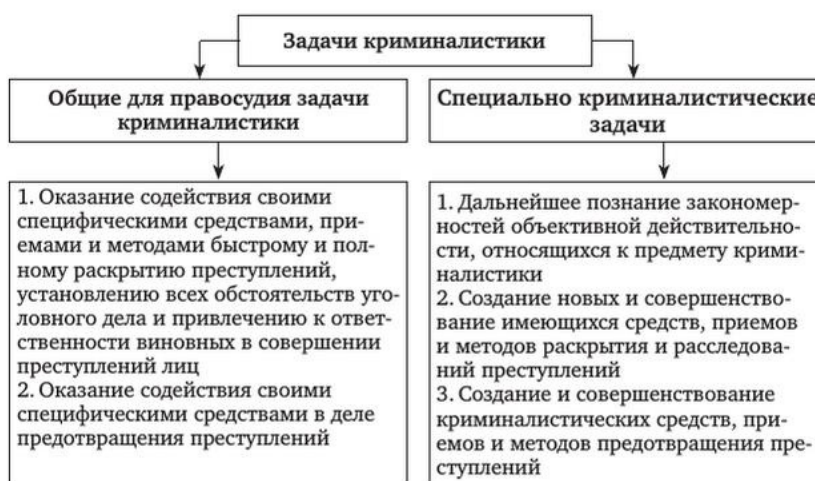 Задачи криминалистики
Общие для правосудия задачи
криминалистики
Специально криминалистические
задачи
1. Оказание содействия своими
специфическими средствами, при-
емами и методами быстрому и пол-
ному раскрытию преступлений,
установлению всех обстоятельств уго-
ловного дела и привлечению к ответ-
ственности виновных в совершении
преступлений лиц
2. Оказание содействия своими
специфическими средствами в деле
предотвращения преступлений
1. Дальнейшее познание закономер-
ностей объективной действительно-
сти, относящихся к предмету крими-
налистики
2. Создание новых и совершенство-
вание имеющихся средств, приемов
и методов раскрытия и расследова-
ний преступлений
3. Создание и совершенствование
криминалистических средств, при-
емов и методов предотвращения пре-
ступлений